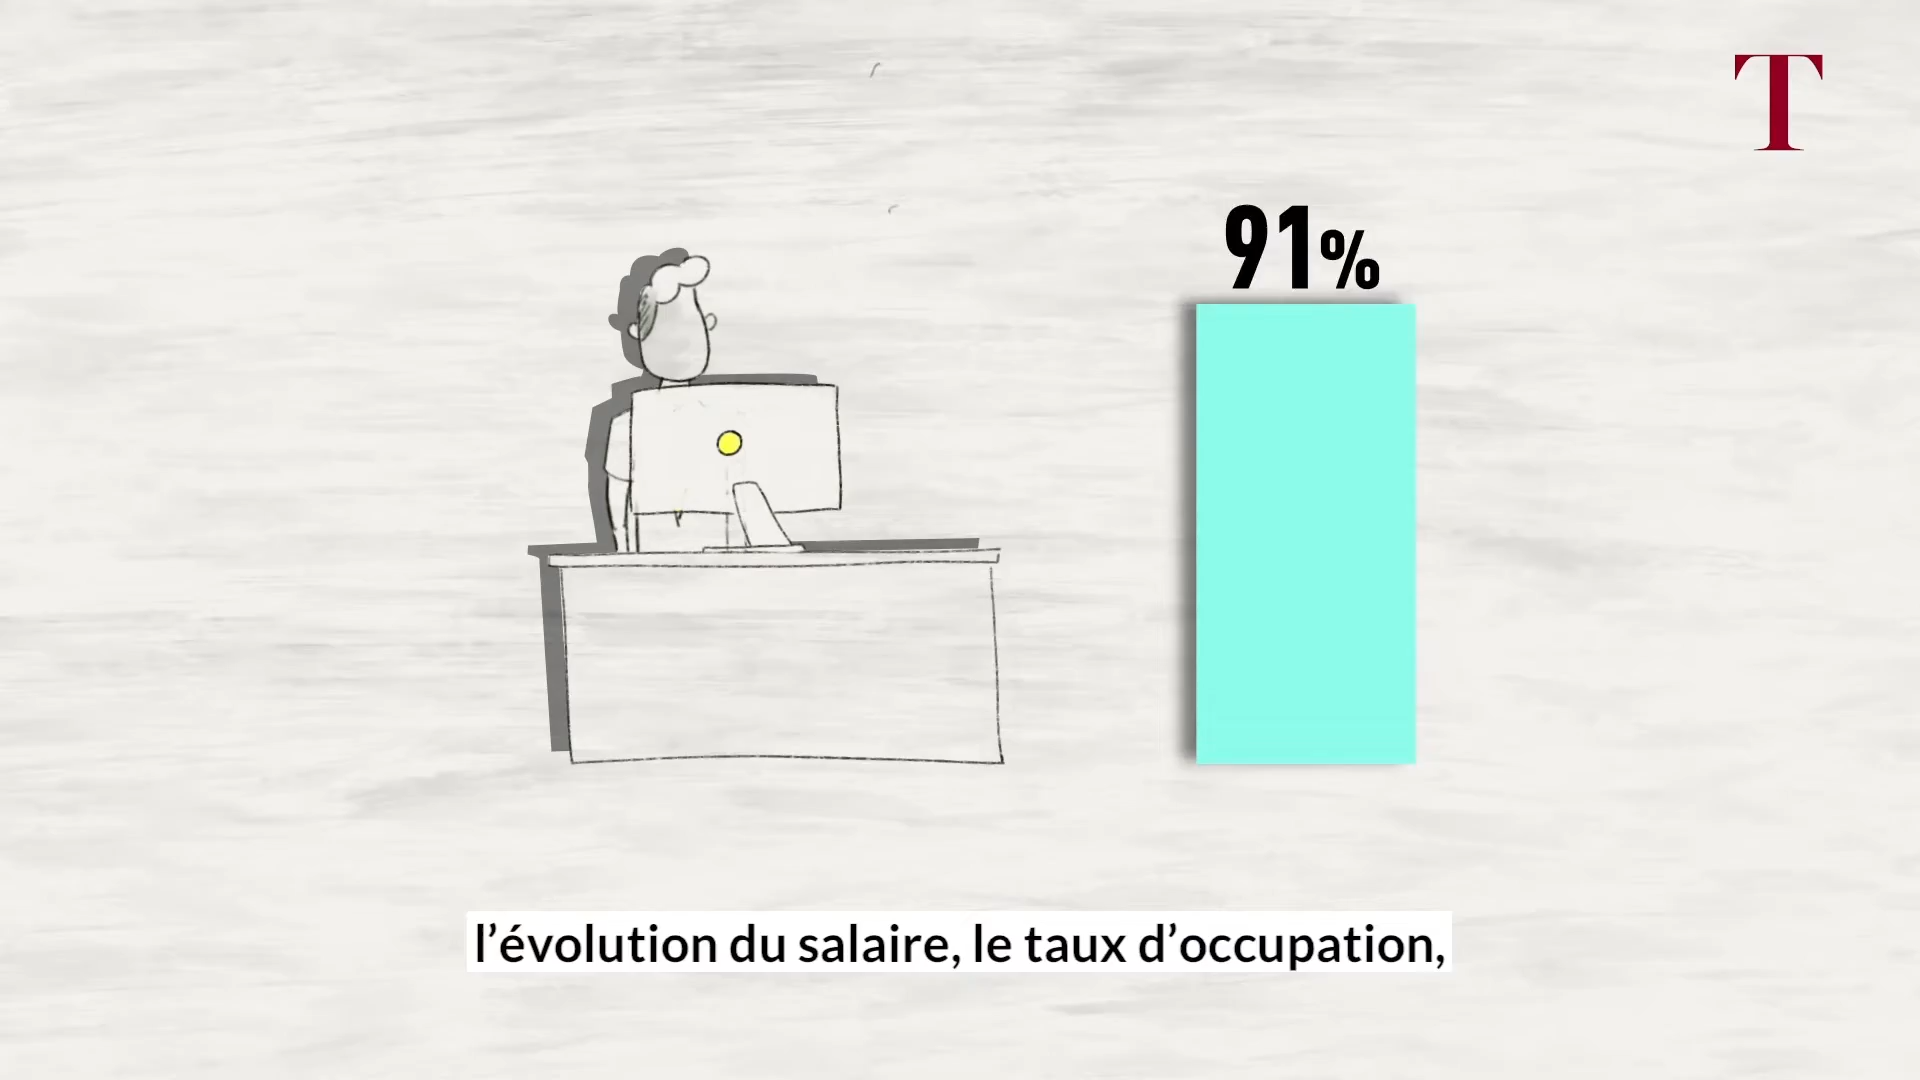 T
91%
l’évolution du salaire, le taux d’occupation,